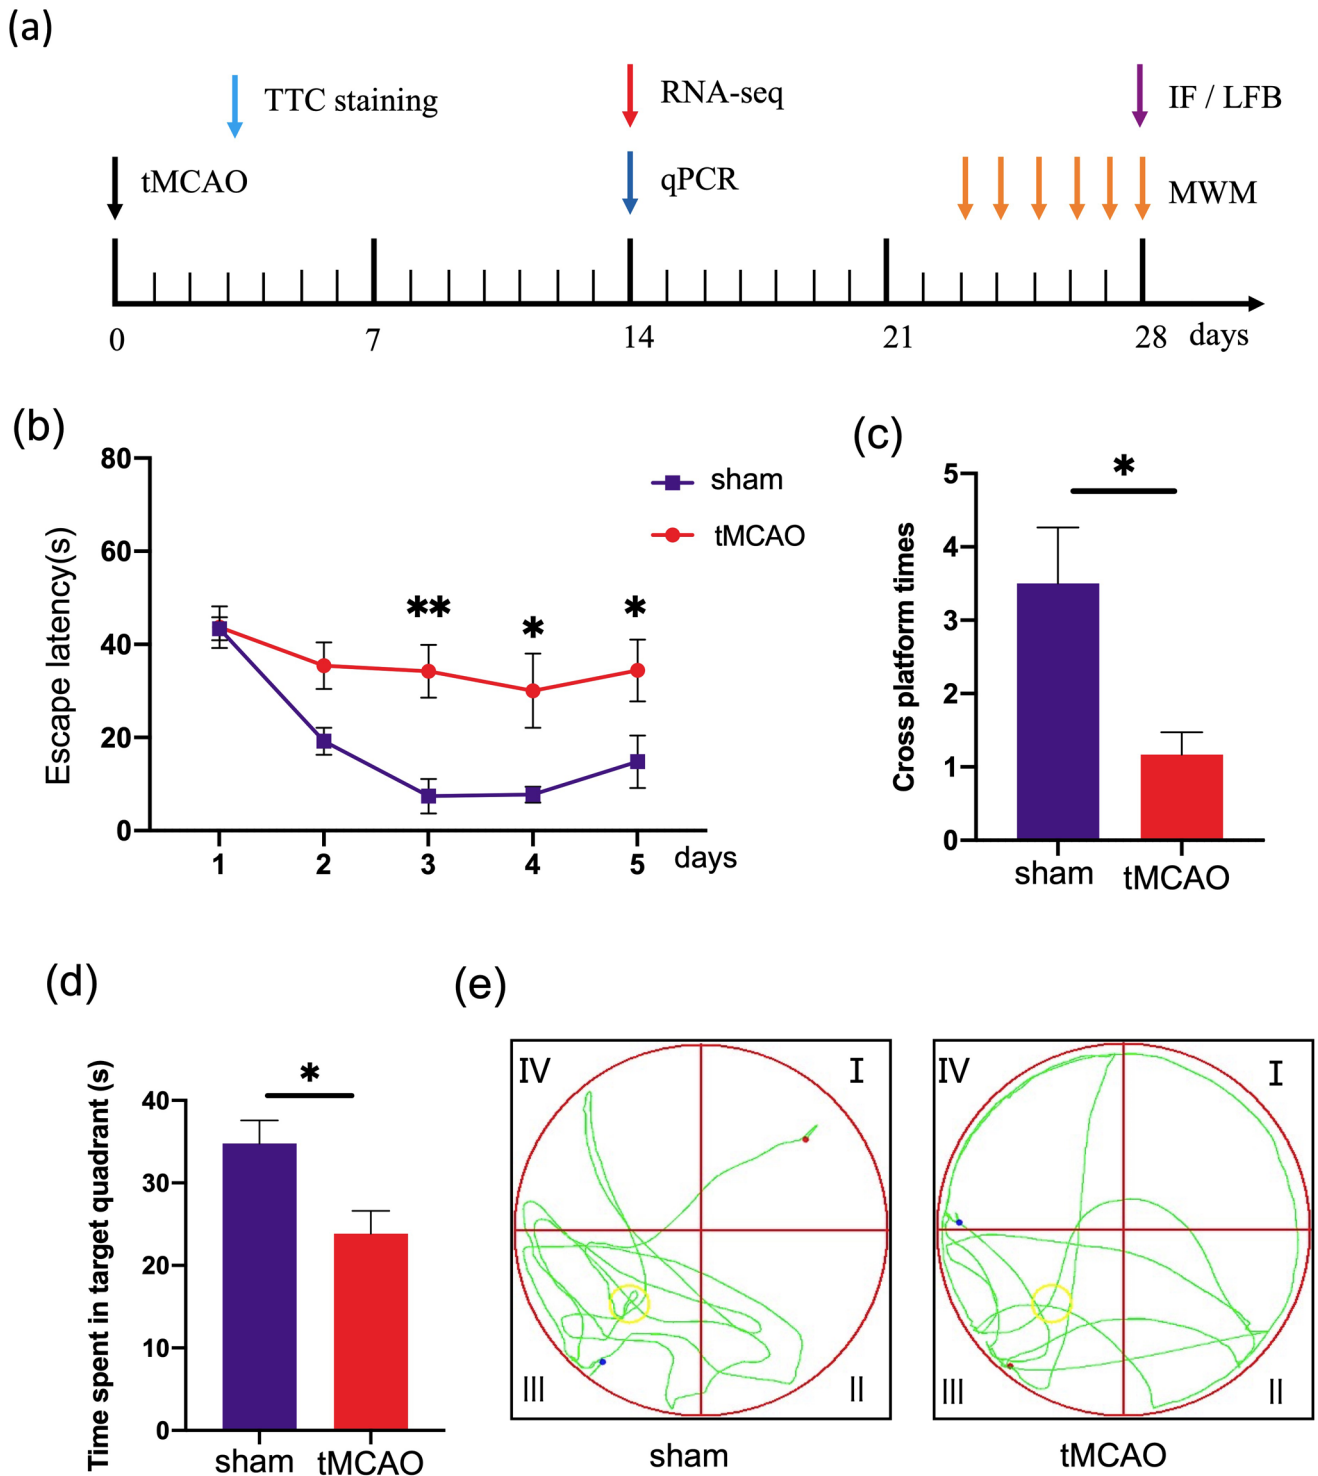 (a)
TTC staining
RNA-seq
IF / LFB
tMCAO
qPCR
MWM
0
7
14
21
28
days
(b)
Escape latency(s)
80
60
40
20
0
sham
tMCAO
**
*
*
1
2
3
4
5
days
(c)
Cross platform times
5
4
3
2
1
0
*
sham
tMCAO
(d)
Time spent in target quadrant (s)
40
30
20
10
0
*
sham
tMCAO
(e)
IV
I
III
II
sham
IV
I
III
II
tMCAO